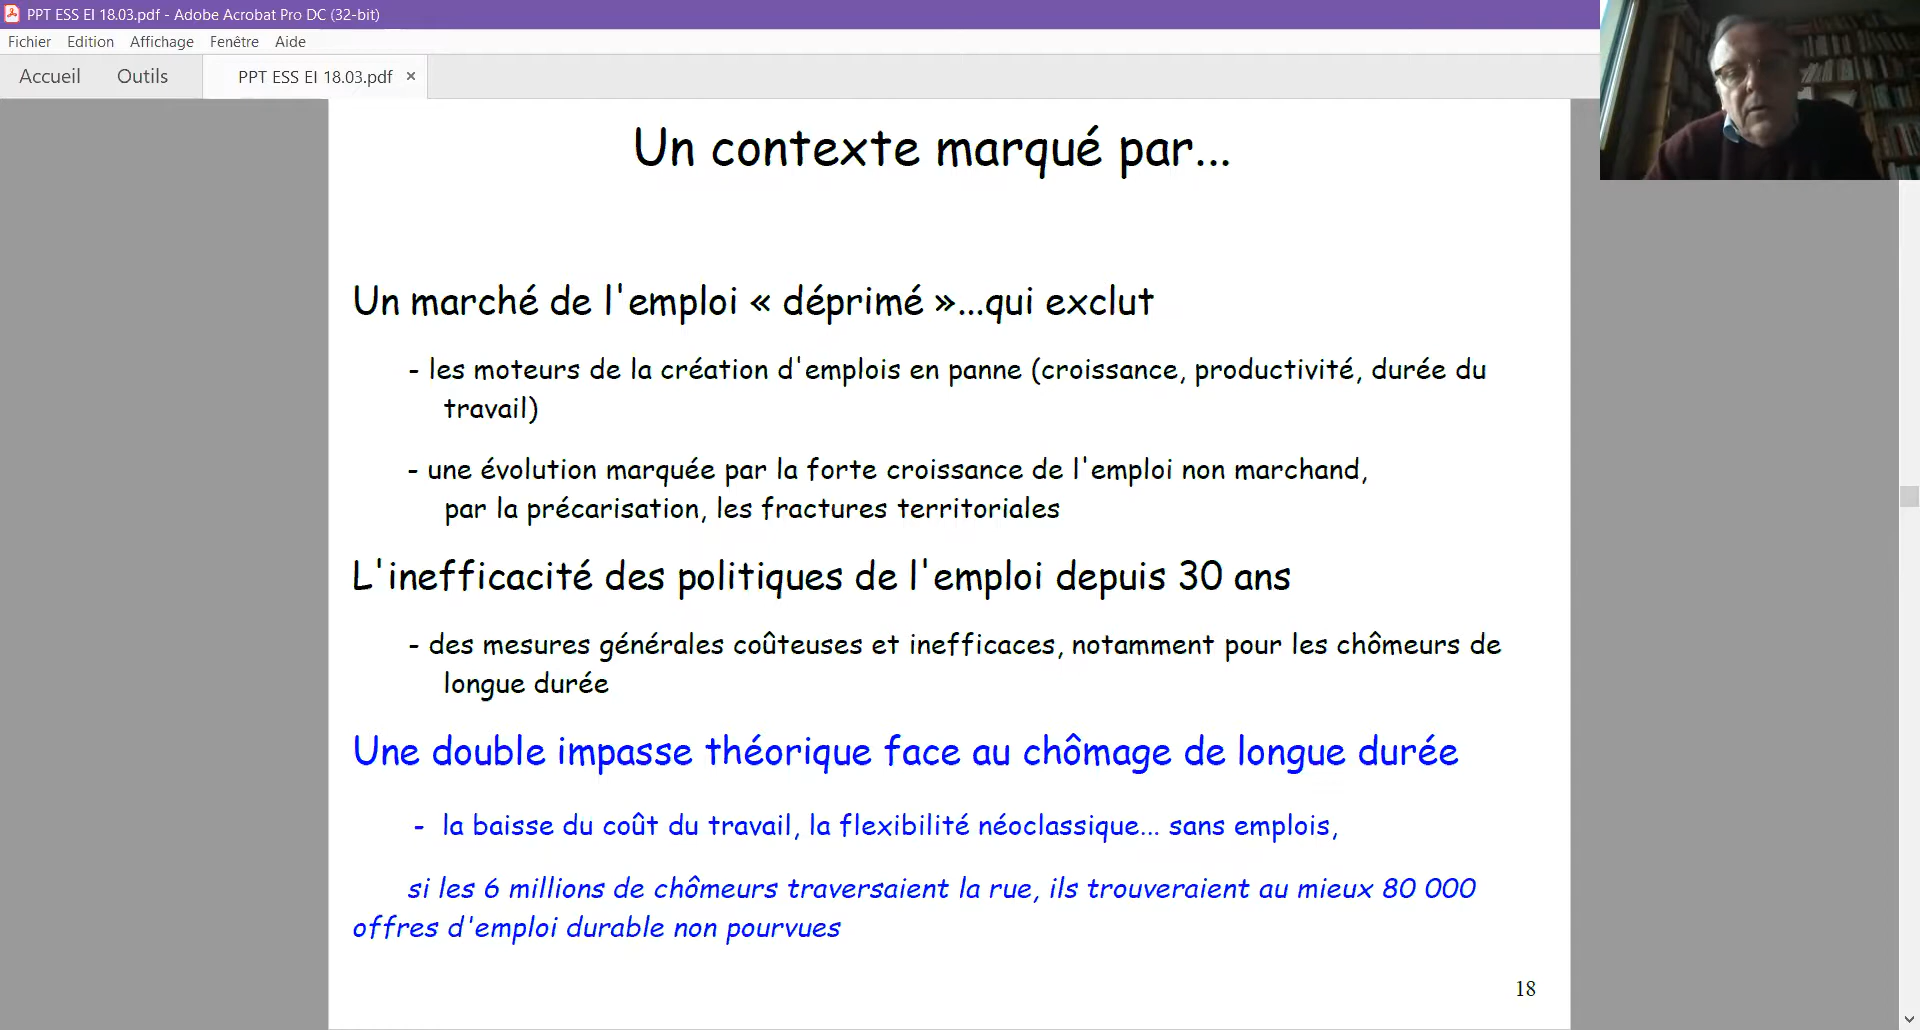 PPT ESS EI 18.03.pdf - Adobe Acrobat Pro DC (32-bit)
Fichier Edition Affichage Fenêtre Aide
Accueil Outils PPT ESS EI 18.03.pdf ×
Un contexte marqué par...
Un marché de l'emploi « déprimé »...qui exclut
- les moteurs de la création d'emplois en panne (croissance, productivité, durée du
travail)
- une évolution marquée par la forte croissance de l'emploi non marchand,
par la précarisation, les fractures territoriales
L'inefficacité des politiques de l'emploi depuis 30 ans
- des mesures générales coûteuses et inefficaces, notamment pour les chômeurs de
longue durée
Une double impasse théorique face au chômage de longue durée
- la baisse du coût du travail, la flexibilité néoclassique... sans emplois,
si les 6 millions de chômeurs traversaient la rue, ils trouveraient au mieux 80 000
offres d'emploi durable non pourvues
18